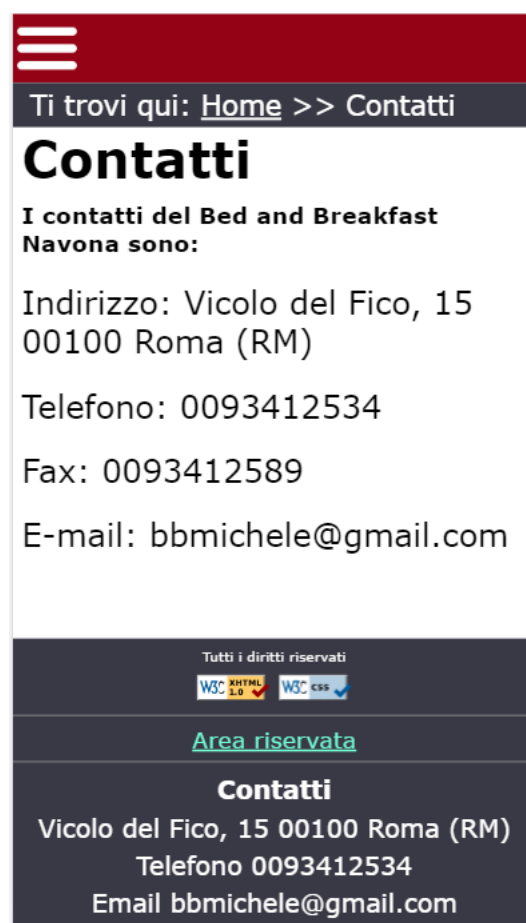 Ti trovi qui: Home >> Contatti
Contatti
I contatti del Bed and Breakfast
Navona sono:
Indirizzo: Vicolo del Fico, 15
00100 Roma (RM)
Telefono: 0093412534
Fax: 0093412589
E-mail: bbmichele@gmail.com
Tutti i diritti riservati
W3C XHTML 1.0 W3C css
Area riservata
Contatti
Vicolo del Fico, 15 00100 Roma (RM)
Telefono 0093412534
Email bbmichele@gmail.com